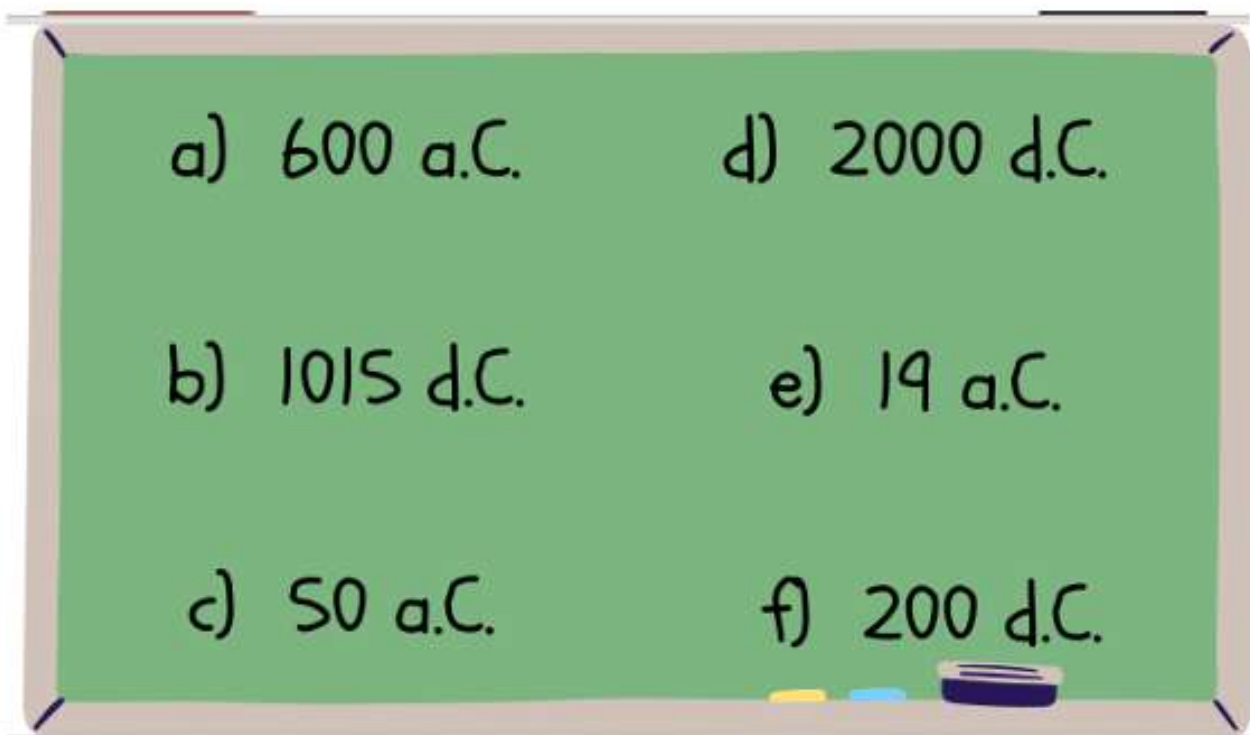 a) 600 a.C.
d) 2000 d.C.
b) 1015 d.C.
e) 19 a.C.
c) 50 a.C.
f) 200 d.C.